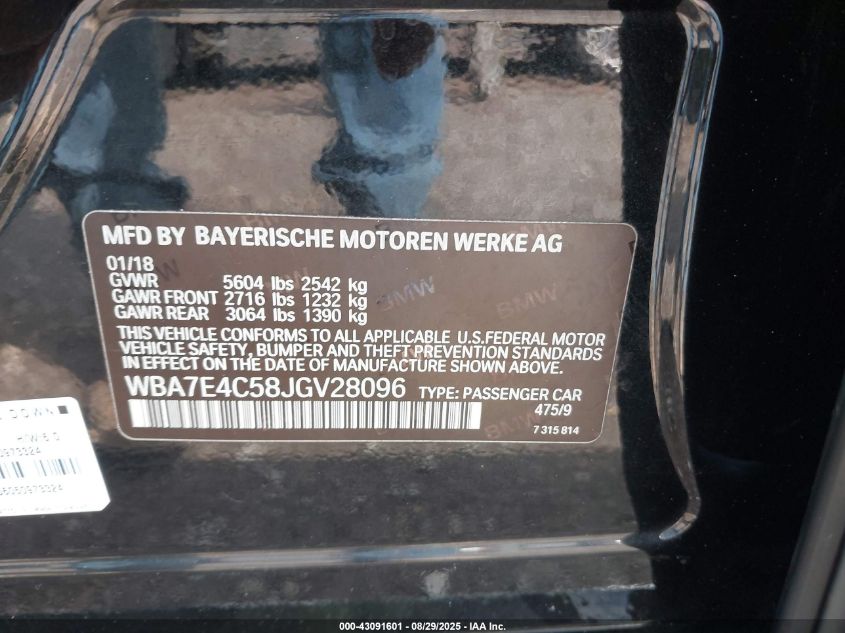 MFD BY BAYERISCHE MOTOREN WERKE AG
01/18
GVWR 5604 lbs 2542 kg
GAWR FRONT 2716 lbs 1232 kg
GAWR REAR 3064 lbs 1390 kg
THIS VEHICLE CONFORMS TO ALL APPLICABLE U.S.FEDERAL MOTOR
VEHICLE SAFETY, BUMPER AND THEFT PREVENTION STANDARDS
IN EFFECT ON THE DATE OF MANUFACTURE SHOWN ABOVE.
WBA7E4C58JGV28096 TYPE: PASSENGER CAR
475/9
7 315 814
BMW
BMW
DOWN
000-43091601 - 08/29/2025 - IAA Inc.